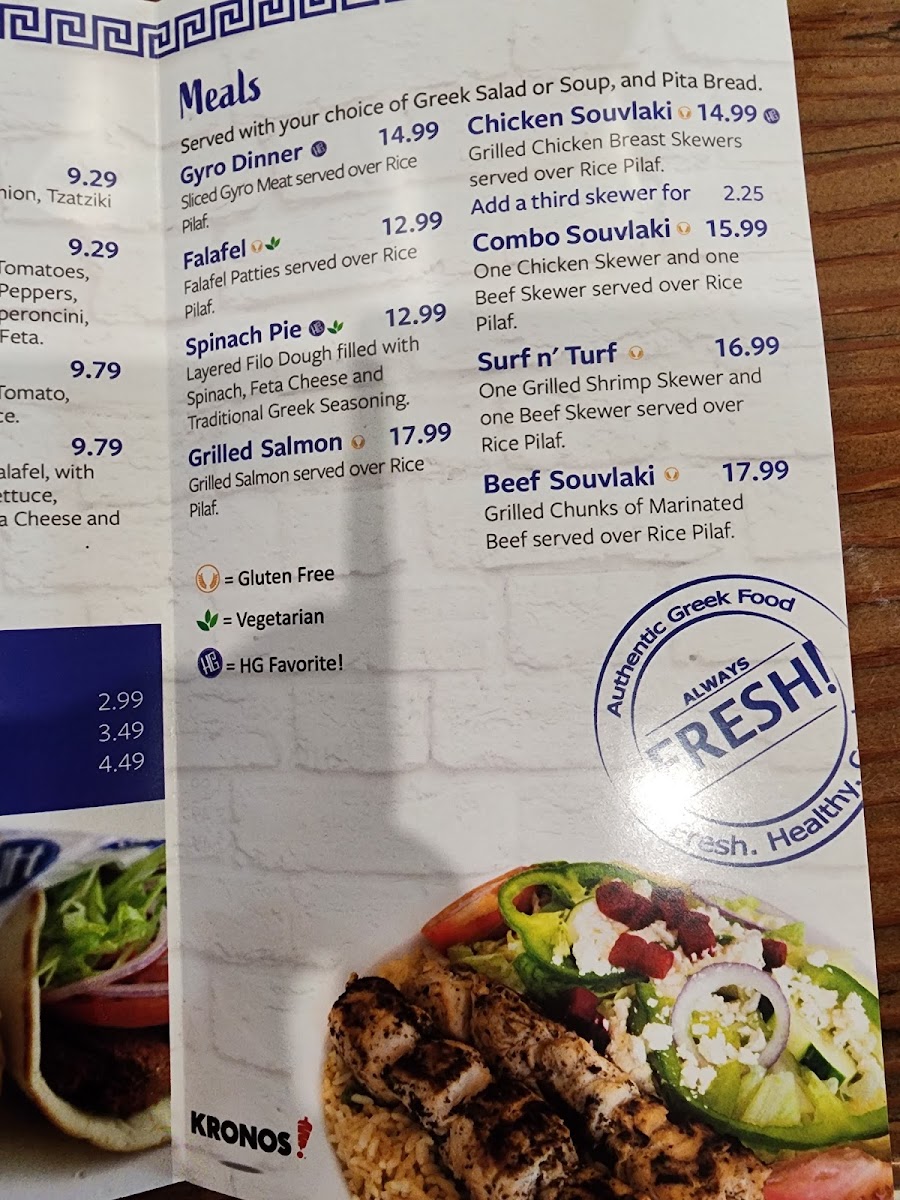 9.29
Tzatziki
9.29
Tomatoes,
Peppers,
Feta.
9.79
Tomato,
9.79
with
Cheese and
2.99
3.49
4.49
Meals
Served with your choice of Greek Salad or Soup, and Pita Bread.
Gyro Dinner HG 14.99
Sliced Gyro Meat served over Rice
Pilaf.
Falafel 12.99
Falafel Patties served over Rice
Pilaf.
Spinach Pie HG 12.99
Layered Filo Dough filled with
Spinach, Feta Cheese and
Traditional Greek Seasoning.
Grilled Salmon 17.99
Grilled Salmon served over Rice
Pilaf.
= Gluten Free
= Vegetarian
HG = HG Favorite!
Chicken Souvlaki 14.99 HG
Grilled Chicken Breast Skewers
served over Rice Pilaf.
Add a third skewer for 2.25
Combo Souvlaki 15.99
One Chicken Skewer and one
Beef Skewer served over Rice
Pilaf.
Surf n' Turf 16.99
One Grilled Shrimp Skewer and
one Beef Skewer served over
Rice Pilaf.
Beef Souvlaki 17.99
Grilled Chunks of Marinated
Beef served over Rice Pilaf.
Authentic Greek Food
ALWAYS
FRESH!
Fresh. Healthy.
KRONOS